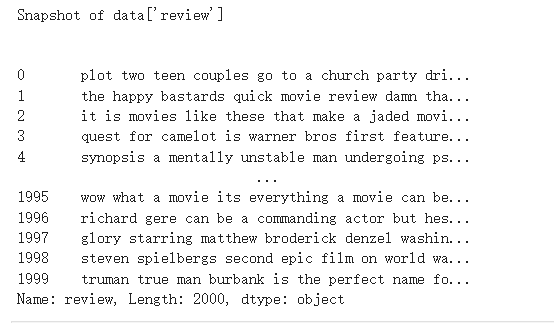 Snapshot of data['review']
0 plot two teen couples go to a church party dri...
1 the happy bastards quick movie review damn tha...
2 it is movies like these that make a jaded movi...
3 quest for camelot is warner bros first feature...
4 synopsis a mentally unstable man undergoing ps...
...
1995 wow what a movie its everything a movie can be...
1996 richard gere can be a commanding actor but hes...
1997 glory starring matthew broderick denzel washin...
1998 steven spielbergs second epic film on world wa...
1999 truman true man burbank is the perfect name fo...
Name: review, Length: 2000, dtype: object